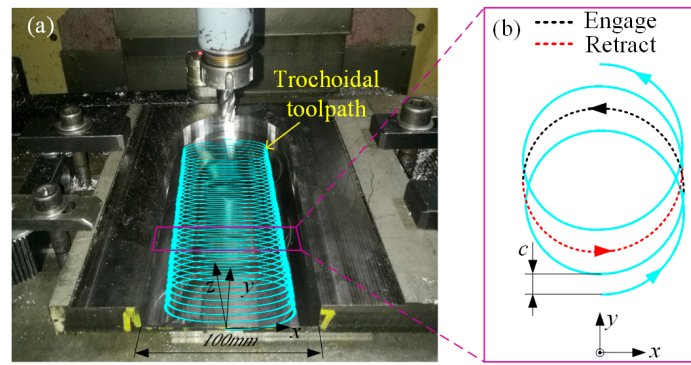 (a)
Trochoidal
toolpath
z
y
x
100mm
(b)
Engage
Retract
c
y
x